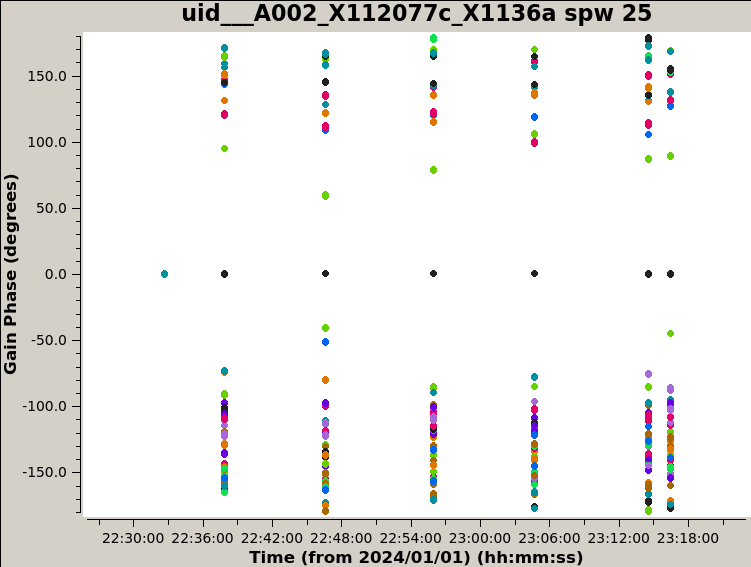 uid___A002_X112077c_X1136a spw 25
Gain Phase (degrees)
150.0
100.0
50.0
0.0
-50.0
-100.0
-150.0
22:30:00 22:36:00 22:42:00 22:48:00 22:54:00 23:00:00 23:06:00 23:12:00 23:18:00
Time (from 2024/01/01) (hh:mm:ss)